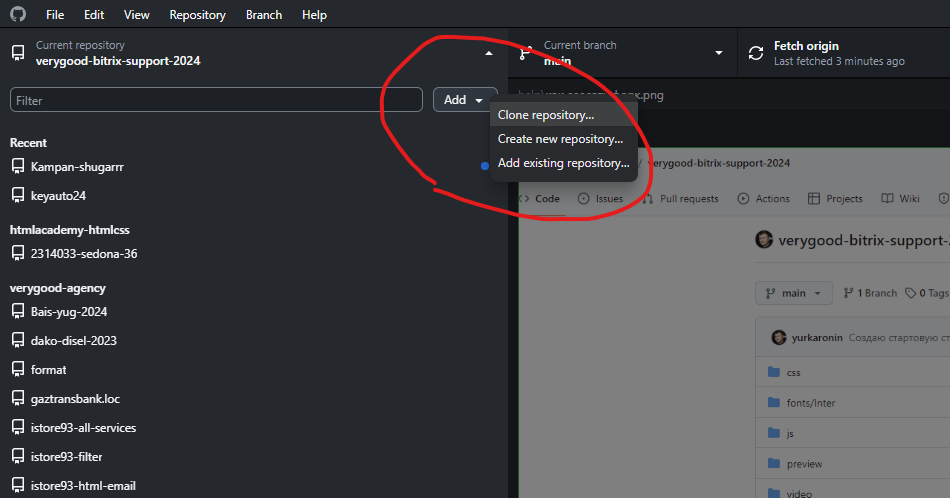 File Edit View Repository Branch Help
Current repository
verygood-bitrix-support-2024
Current branch
main
Fetch origin
Last fetched 3 minutes ago
Filter
Add
Clone repository...
Create new repository...
Add existing repository...
.png
Recent
Kampan-shugarrr
keyauto24
htmlacademy-htmlcss
2314033-sedona-36
verygood-agency
Bais-yug-2024
dako-disel-2023
format
gaztransbank.loc
istore93-all-services
istore93-filter
istore93-html-email
/ verygood-bitrix-support-2024
Code Issues Pull requests Actions Projects Wiki
verygood-bitrix-support-2
main 1 Branch 0 Tags
yurkaronin Создаю стартовую ст
css
fonts/Inter
js
preview
video